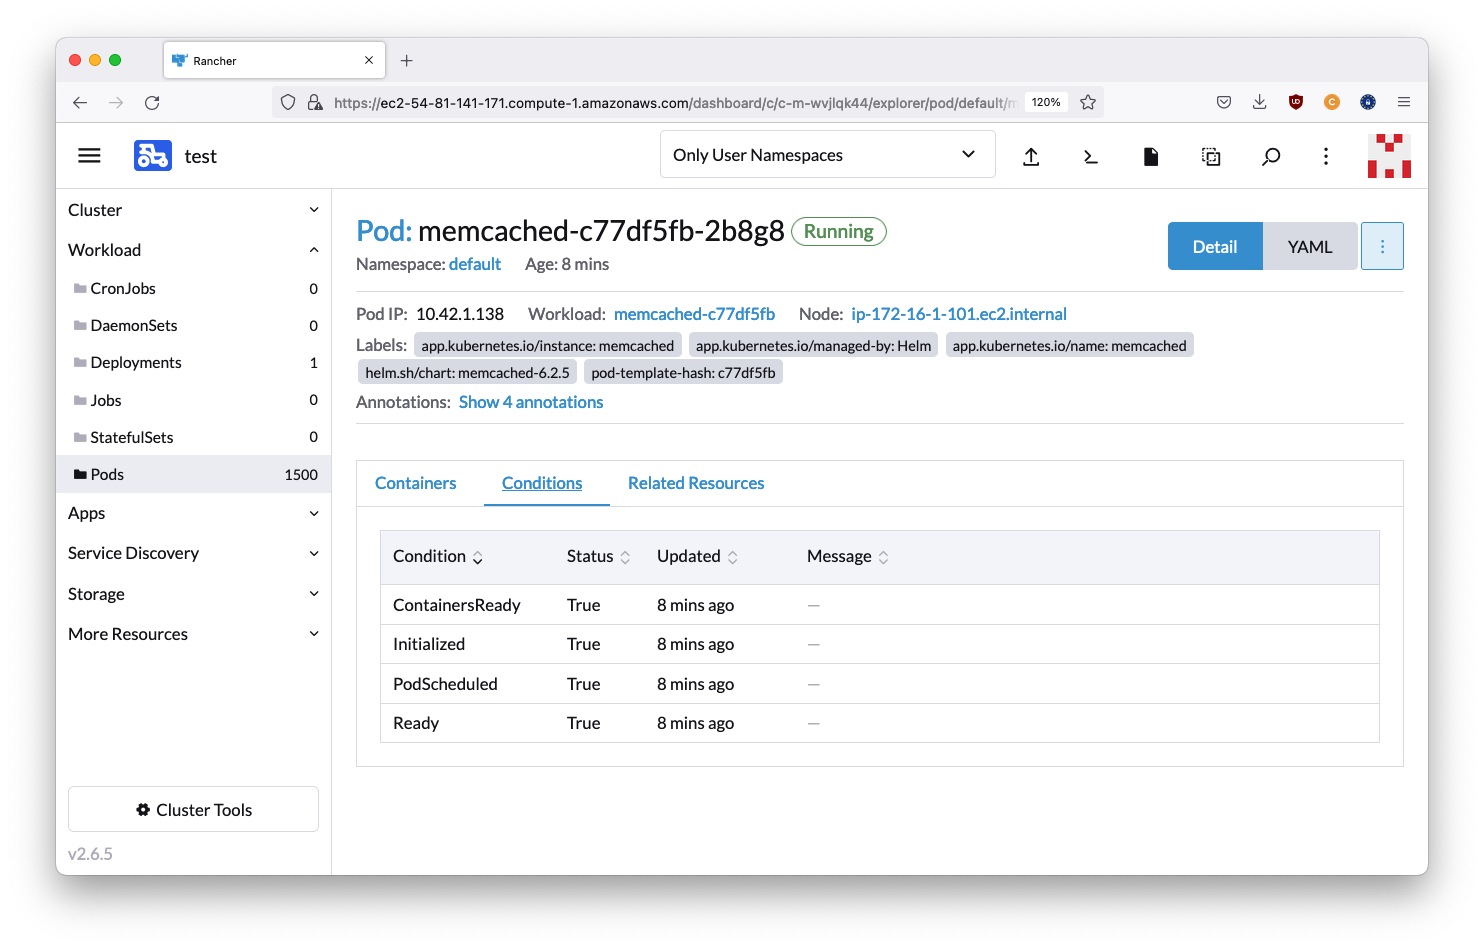 Rancher
https://ec2-54-81-141-171.compute-1.amazonaws.com/dashboard/c/c-m-wvjlqk44/explorer/pod/default/m 120%
test
Only User Namespaces
Cluster
Workload
CronJobs 0
DaemonSets 0
Deployments 1
Jobs 0
StatefulSets 0
Pods 1500
Apps
Service Discovery
Storage
More Resources
Cluster Tools
v2.6.5
Pod: memcached-c77df5fb-2b8g8 Running
Namespace: default Age: 8 mins
Detail YAML
Pod IP: 10.42.1.138 Workload: memcached-c77df5fb Node: ip-172-16-1-101.ec2.internal
Labels: app.kubernetes.io/instance: memcached app.kubernetes.io/managed-by: Helm app.kubernetes.io/name: memcached
helm.sh/chart: memcached-6.2.5 pod-template-hash: c77df5fb
Annotations: Show 4 annotations
Containers Conditions Related Resources
Condition Status Updated Message
ContainersReady True 8 mins ago —
Initialized True 8 mins ago —
PodScheduled True 8 mins ago —
Ready True 8 mins ago —